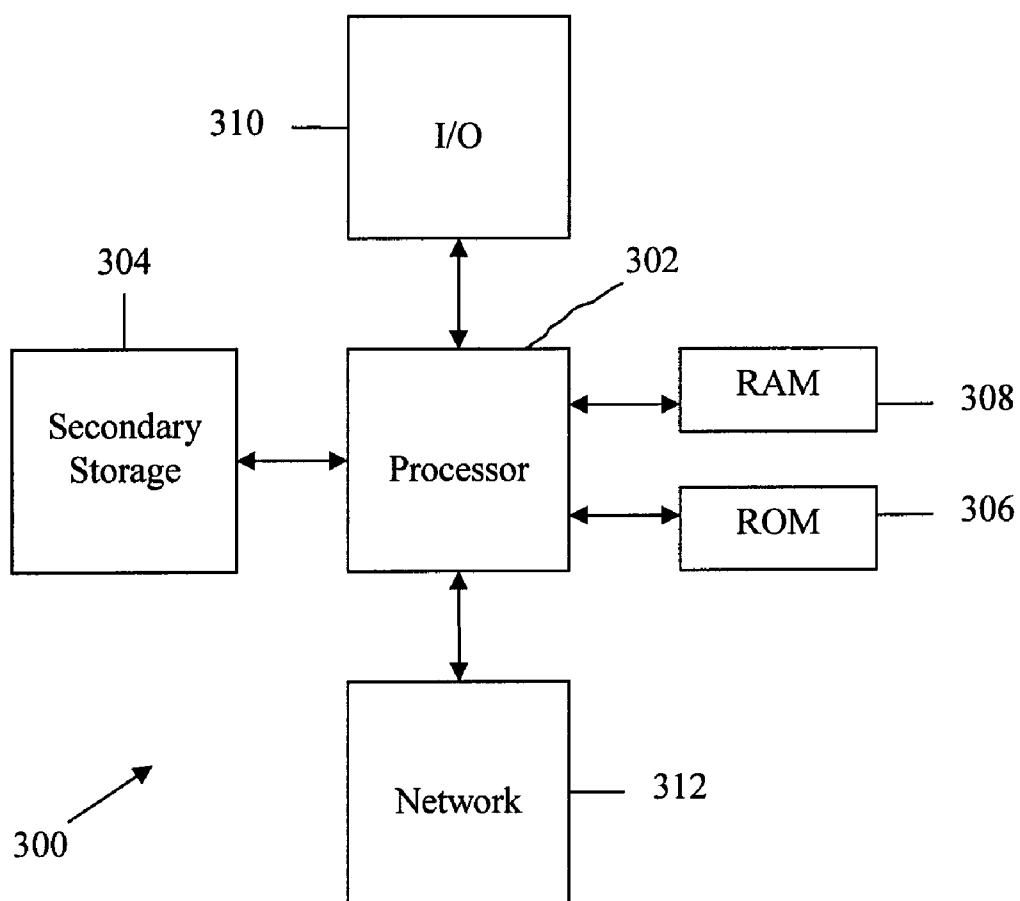 310
I/O
304
302
Secondary
Storage
Processor
RAM
308
ROM
306
Network
312
300